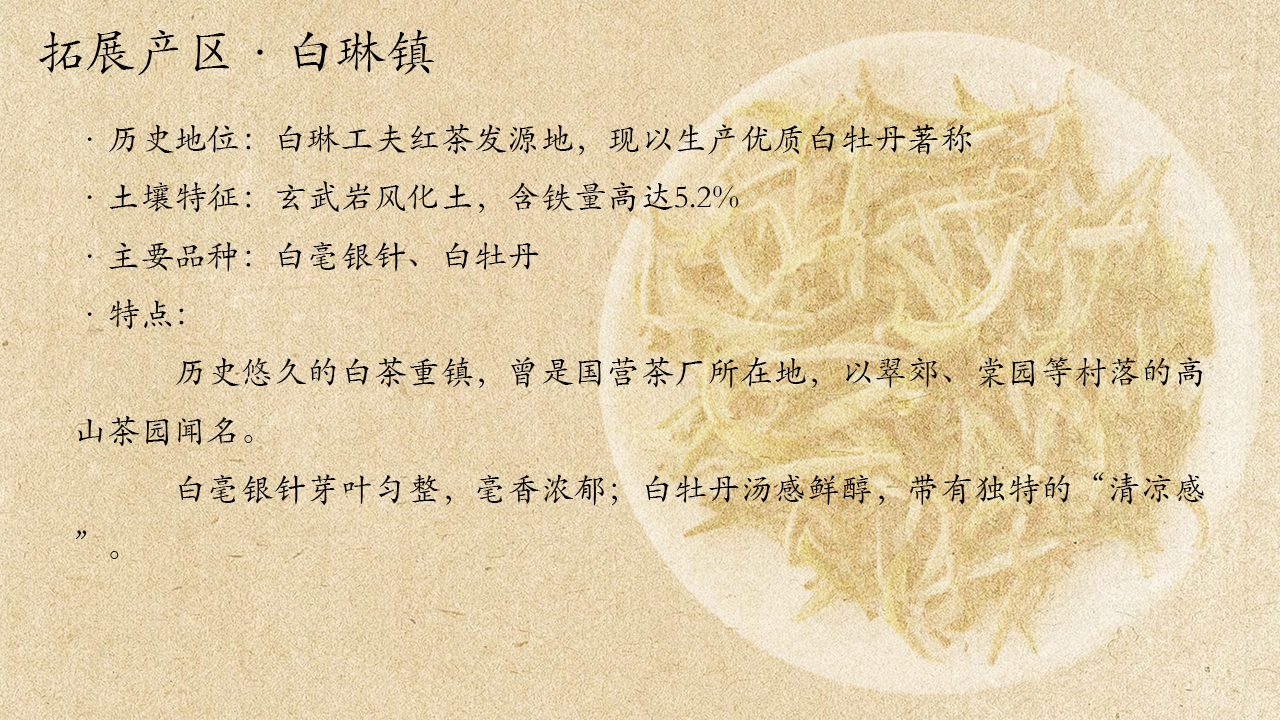 拓展产区·白琳镇
· 历史地位：白琳工夫红茶发源地，现以生产优质白牡丹著称
· 土壤特征：玄武岩风化土，含铁量高达5.2%
· 主要品种：白毫银针、白牡丹
· 特点：
历史悠久的白茶重镇，曾是国营茶厂所在地，以翠郊、棠园等村落的高
山茶园闻名。
白毫银针芽叶匀整，毫香浓郁；白牡丹汤感鲜醇，带有独特的“清凉感
”。